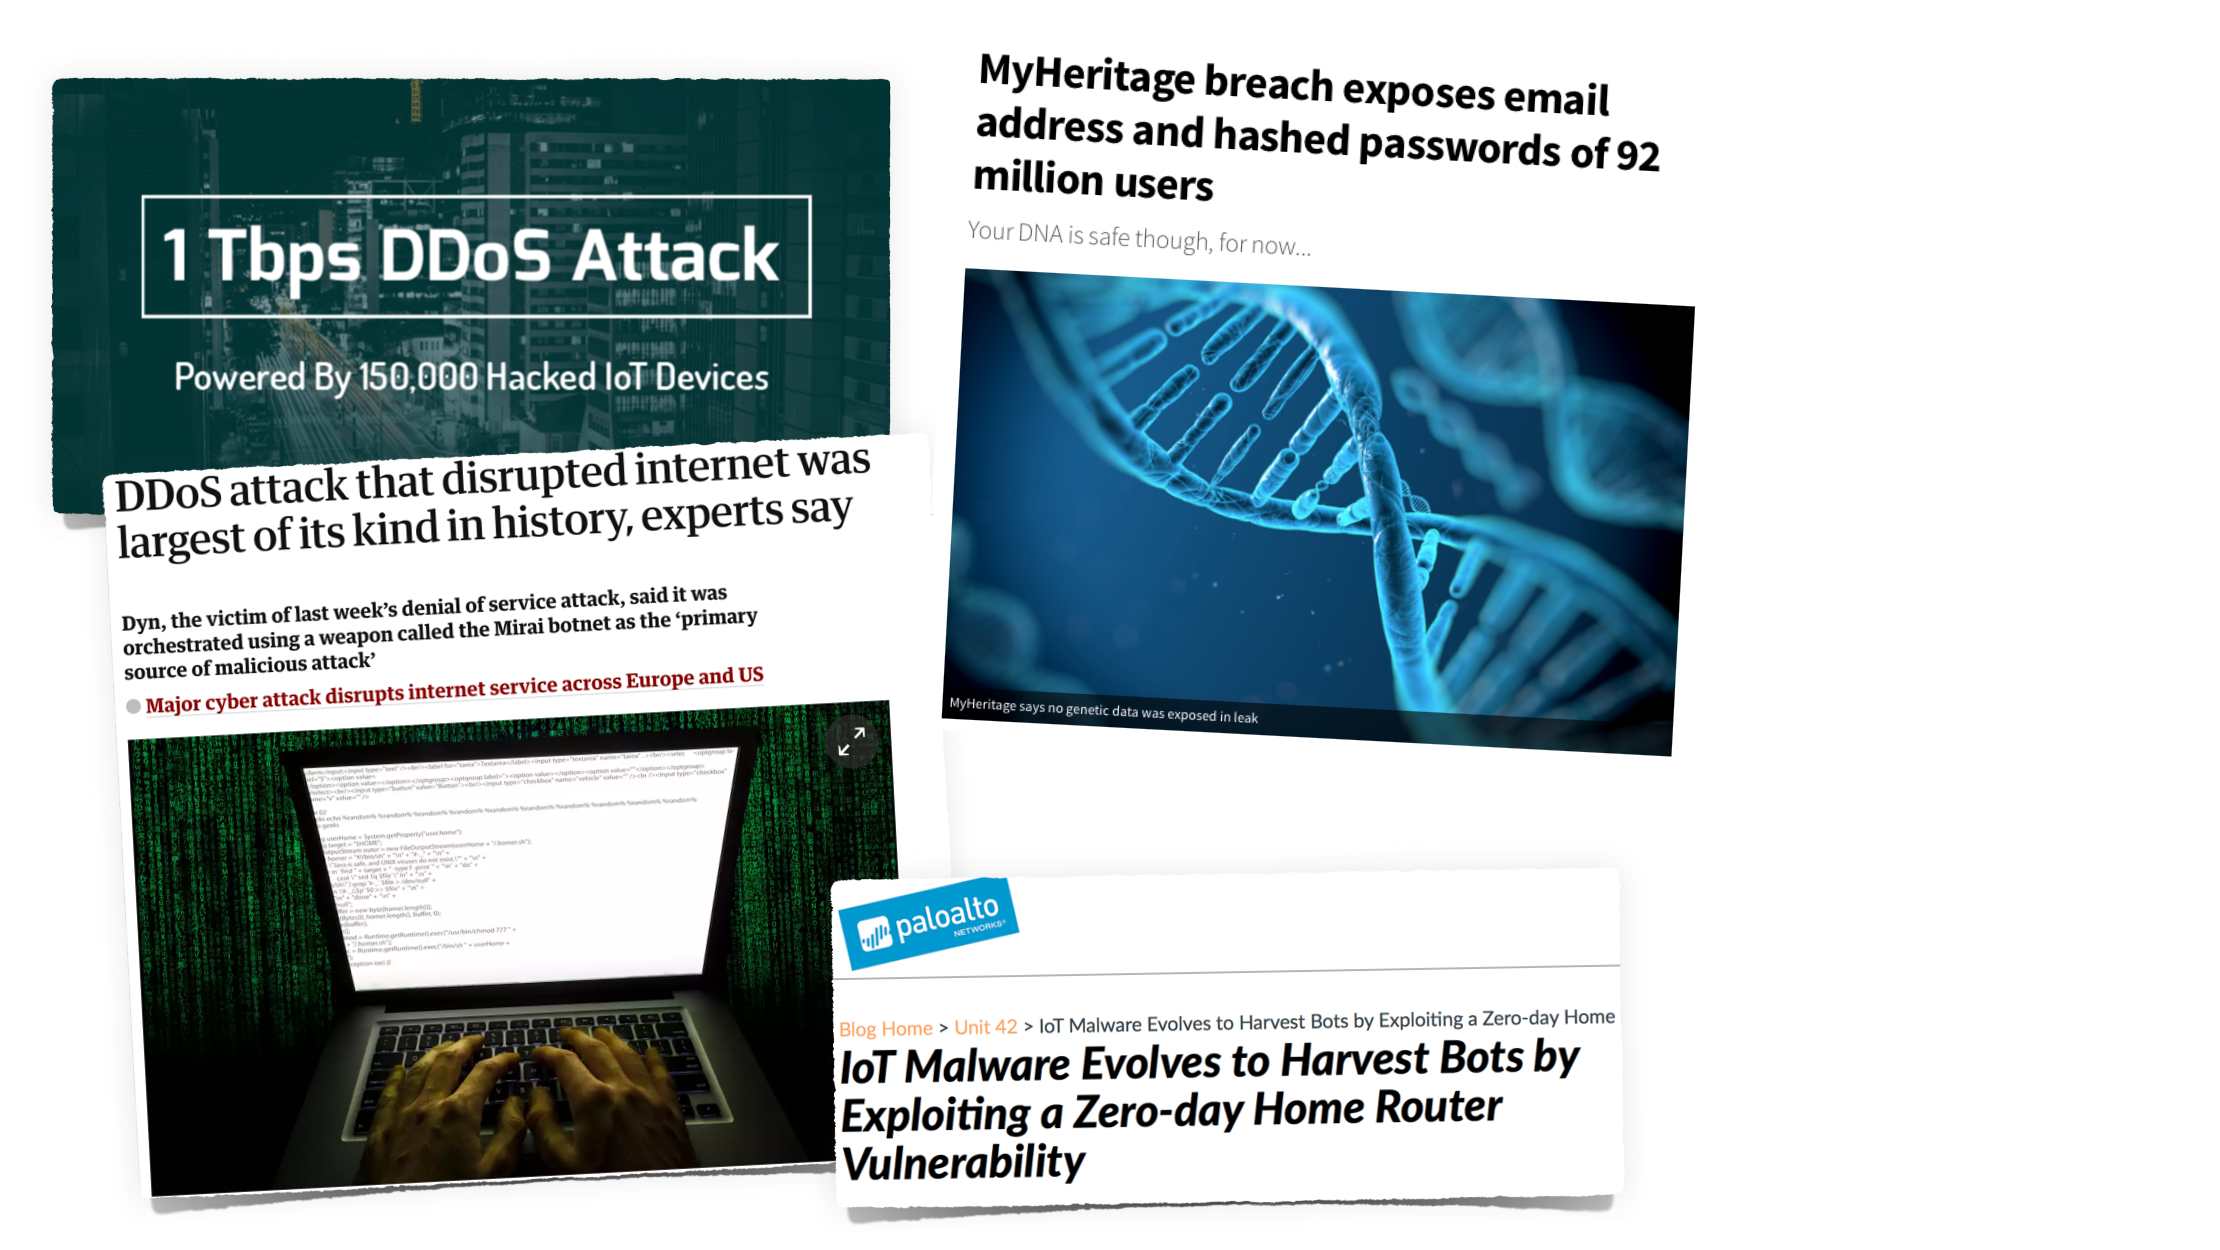 1 Tbps DDoS Attack
Powered By 150,000 Hacked IoT Devices
DDoS attack that disrupted internet was
largest of its kind in history, experts say
Dyn, the victim of last week's denial of service attack, said it was
orchestrated using a weapon called the Mirai botnet as the 'primary
source of malicious attack'
Major cyber attack disrupts internet service across Europe and US
MyHeritage breach exposes email
address and hashed passwords of 92
million users
Your DNA is safe though, for now...
MyHeritage says no genetic data was exposed in leak
paloalto
NETWORKS®
Blog Home > Unit 42 > IoT Malware Evolves to Harvest Bots by Exploiting a Zero-day Home
IoT Malware Evolves to Harvest Bots by
Exploiting a Zero-day Home Router
Vulnerability